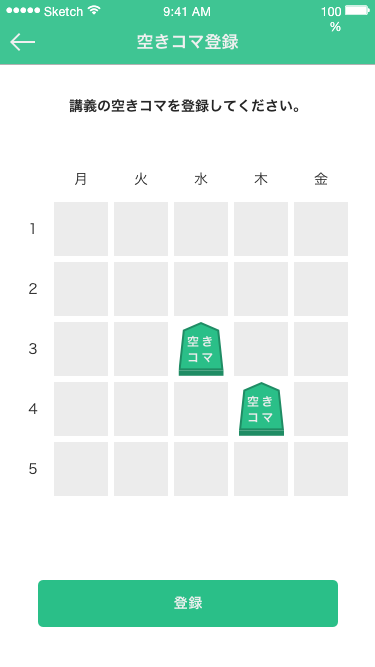 Sketch 9:41 AM 100
%
空きコマ登録
講義の空きコマを登録してください。
月 火 水 木 金
1
2
3
空き
コマ
4
空き
コマ
5
登録